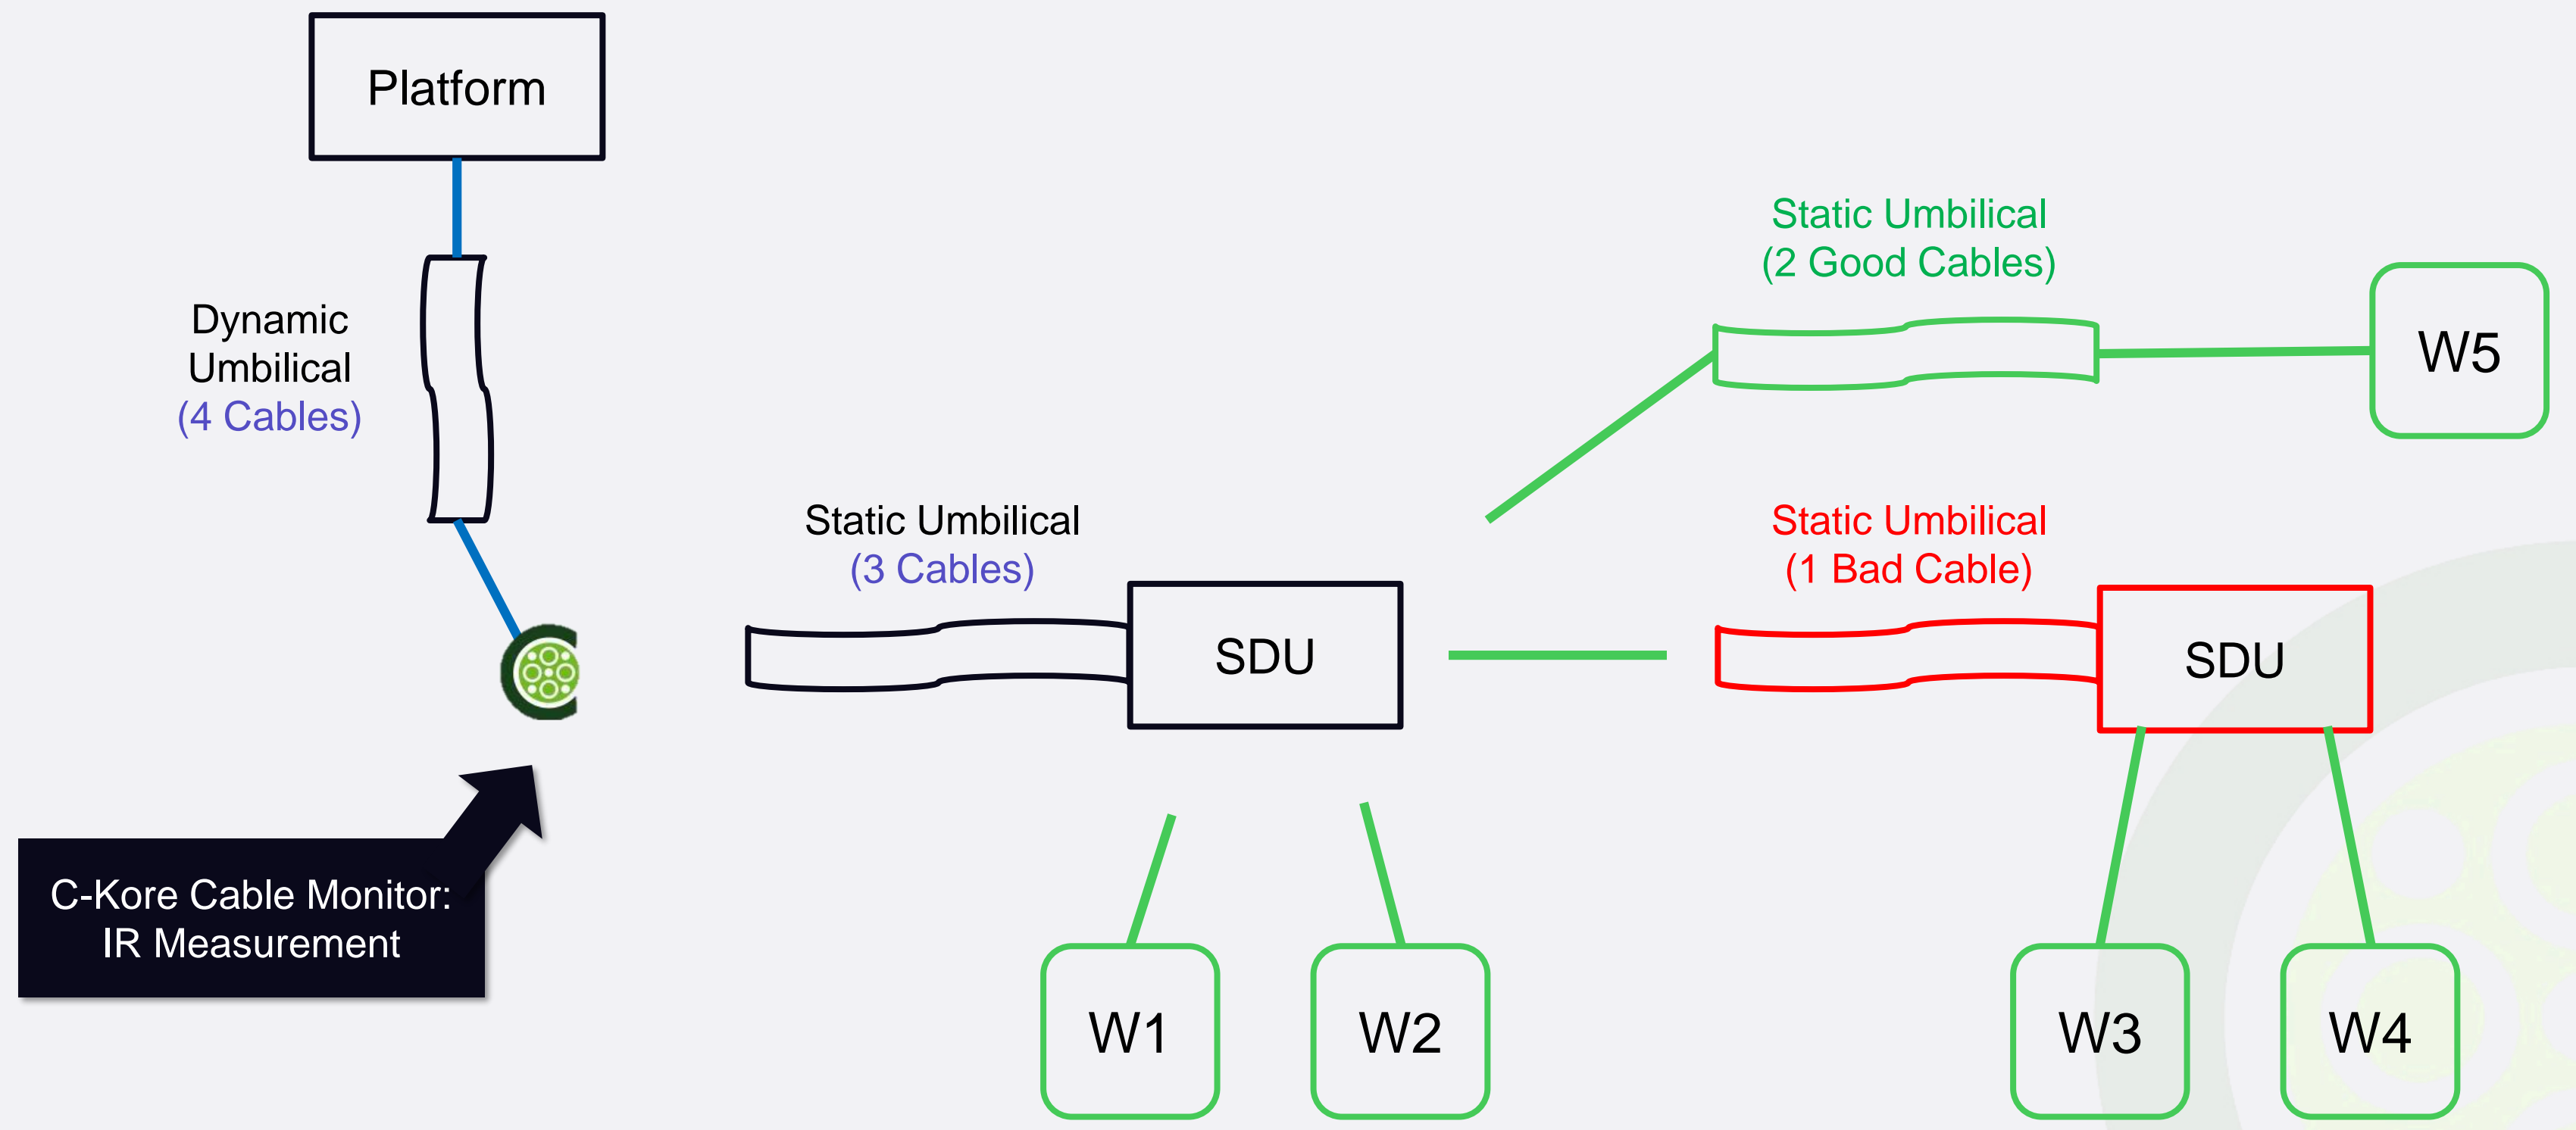 Platform
Dynamic
Umbilical
(4 Cables)
Static Umbilical
(2 Good Cables)
W5
Static Umbilical
(3 Cables)
SDU
Static Umbilical
(1 Bad Cable)
SDU
C-Kore Cable Monitor:
IR Measurement
W1
W2
W3
W4